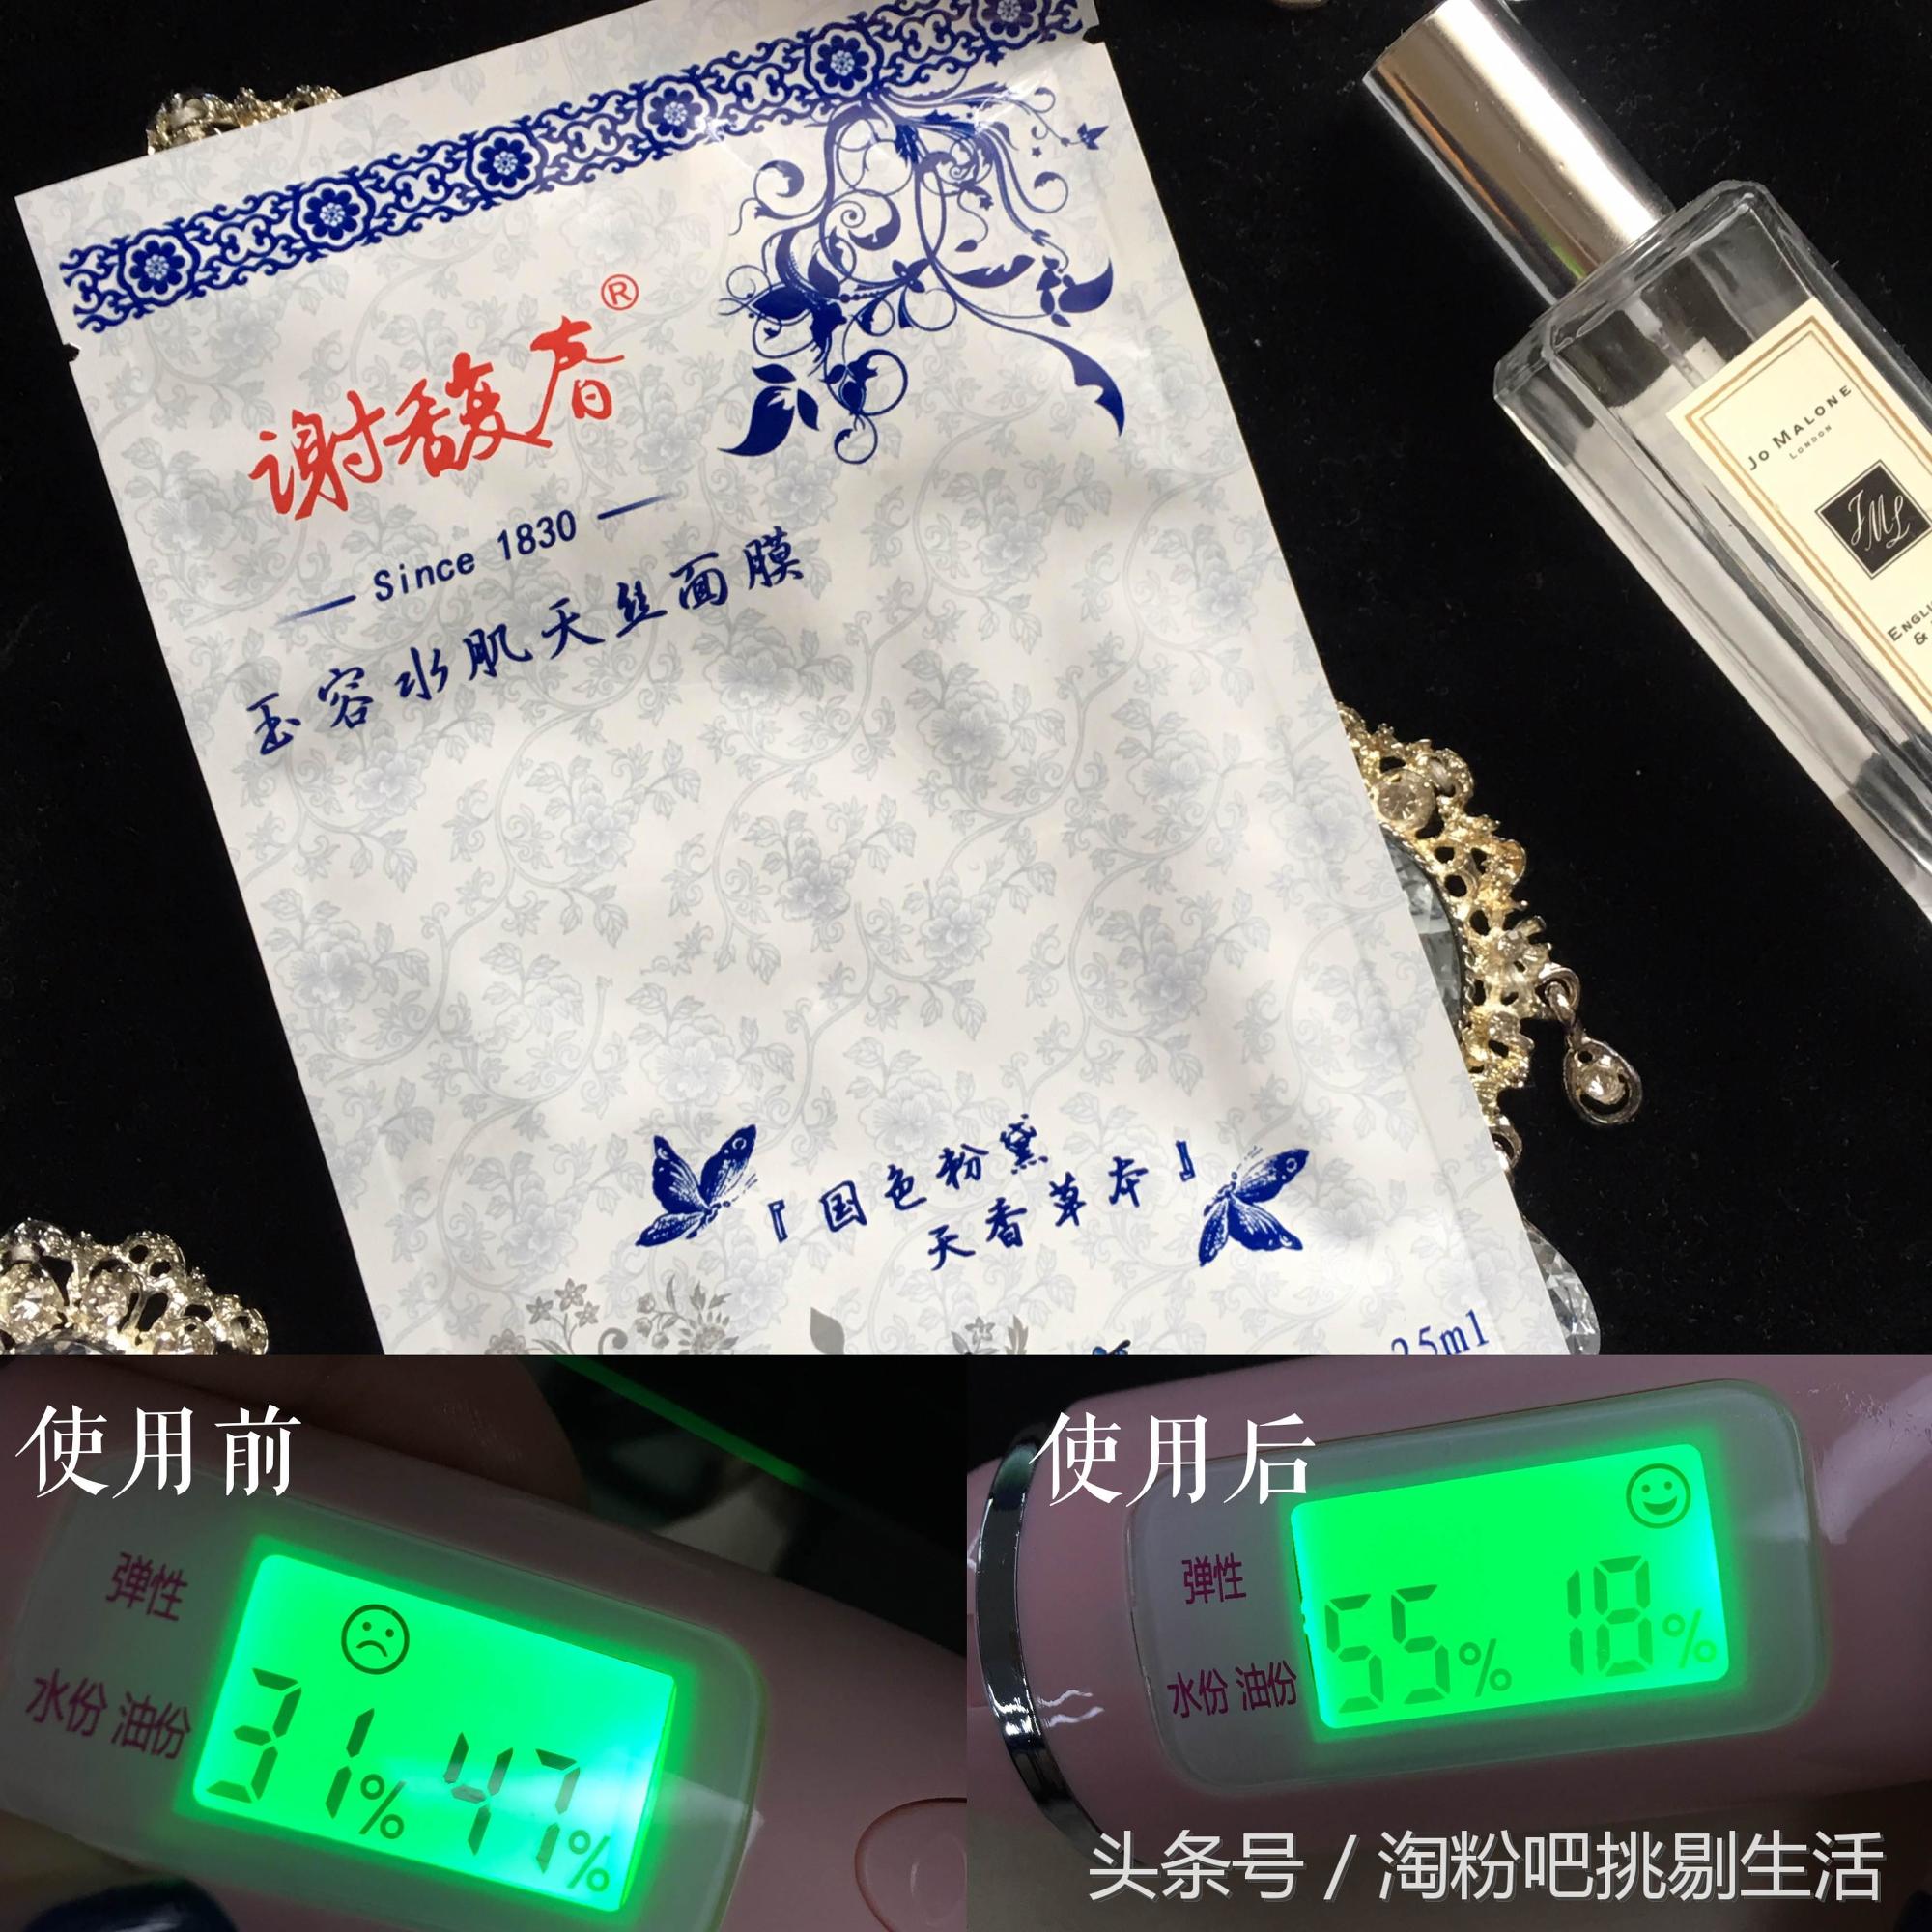 谢馥春®
Since 1830
玉容水肌天丝面膜
『国色粉黛
天香草本』
25ml
JO MALONE
LONDON
JML
&
使用前
弹性
水份 油份
31% 47%
使用后
弹性
水份 油份
55% 18%
头条号 / 淘粉吧挑剔生活